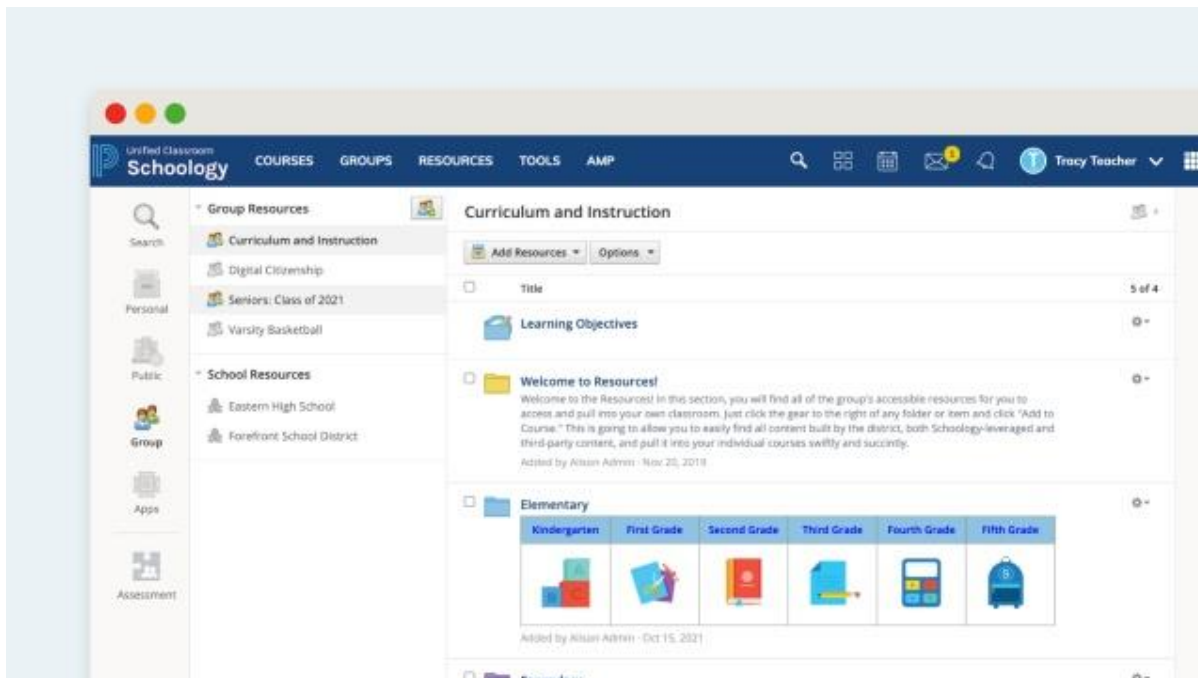 Unified Classroom
Schoology
COURSES
GROUPS
RESOURCES
TOOLS
AMP
1
T
Tracy Teacher
Search
Personal
Public
Group
Apps
Assessment
Group Resources
Curriculum and Instruction
Digital Citizenship
Seniors: Class of 2021
Varsity Basketball
School Resources
Eastern High School
Forefront School District
Curriculum and Instruction
Add Resources
Options
Title
5 of 4
Learning Objectives
Welcome to Resources!
Welcome to the Resources! In this section, you will find all of the group's accessible resources for you to
access and pull into your own classroom. Just click the gear to the right of any folder or item and click "Add to
Course." This is going to allow you to easily find all content built by the district, both Schoology-leveraged and
third-party content, and pull it into your individual courses swiftly and succintly.
Added by Alison Admin · Nov 20, 2019
Elementary
Kindergarten
First Grade
Second Grade
Third Grade
Fourth Grade
Fifth Grade
A
B
C
S
Added by Alison Admin · Oct 15, 2021